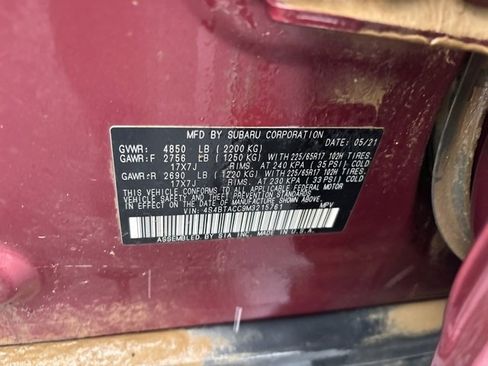 MFD BY SUBARU CORPORATION
DATE: 05/21
GVWR: 4850 LB (2200 KG)
GAWR:F 2756 LB (1250 KG) WITH 225/65R17 102H TIRES,
17X7J RIMS, AT 240 KPA (35 PSI) COLD
GAWR:R 2690 LB (1220 KG) WITH 225/65R17 102H TIRES,
17X7J RIMS, AT 230 KPA (33 PSI) COLD
THIS VEHICLE CONFORMS TO ALL APPLICABLE FEDERAL MOTOR
VEHICLE SAFETY, BUMPER, AND THEFT PREVENTION STANDARDS
IN EFFECT ON THE DATE OF MANUFACTURE SHOWN ABOVE.
VIN: 4S4BTACC9M3215761 MPV
ASSEMBLED BY SIA INC. IN U.S.A.